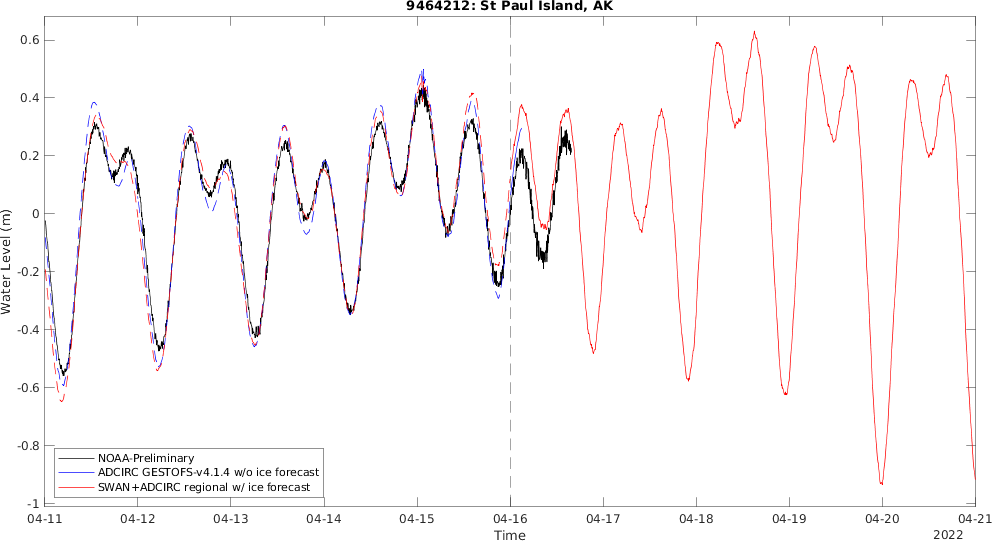 9464212: St Paul Island, AK
Water Level (m)
0.6
0.4
0.2
0
-0.2
-0.4
-0.6
-0.8
-1
NOAA-Preliminary
ADCIRC GESTOFS-v4.1.4 w/o ice forecast
SWAN+ADCIRC regional w/ ice forecast
04-11 04-12 04-13 04-14 04-15 04-16 04-17 04-18 04-19 04-20 04-21
Time
2022